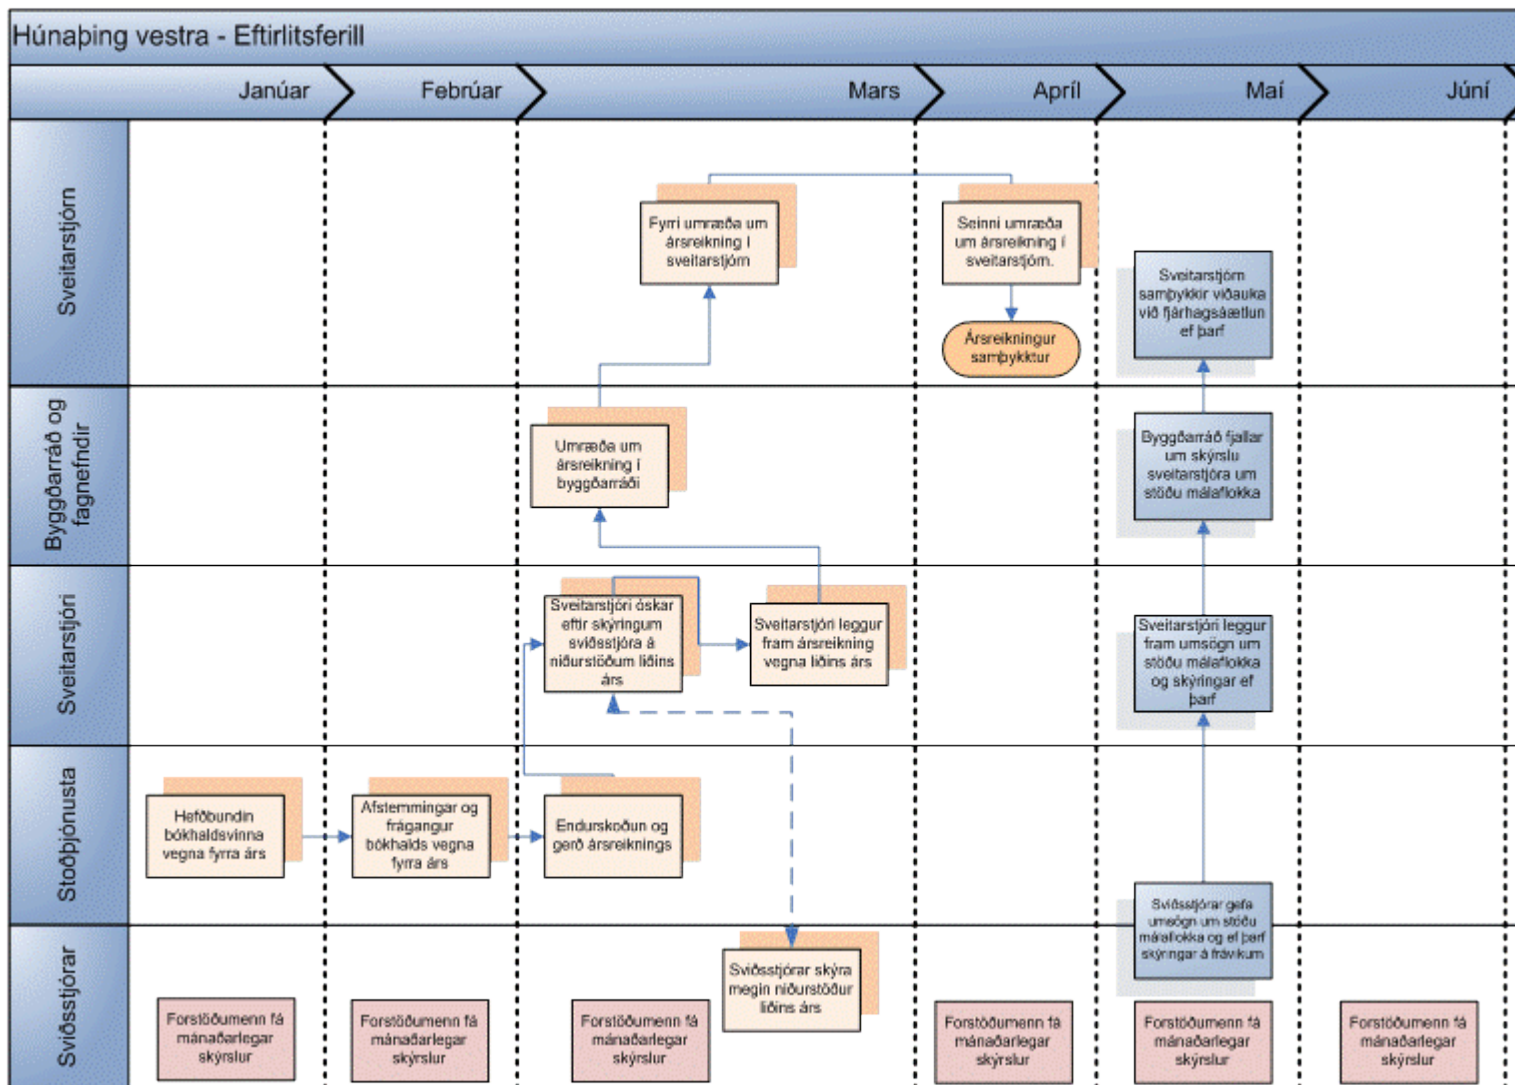 Húnaþing vestra - Eftirlitsferill
Janúar
Febrúar
Mars
Apríl
Maí
Júní
Sveitarstjórn
Fyrri umræða um
ársreikning í
sveitarstjórn
Seinni umræða
um ársreikning í
sveitarstjórn.
Ársreikningur
samþykktur
Sveitarstjórn
samþykkir viðauka
við fjárhagsáætlun
ef þarf
Byggðarráð og
fagnefndir
Umræða um
ársreikning í
byggðarráði
Byggðarráð fjallar
um skýrslu
sveitarstjóra um
stöðu málaflokka
Sveitarstjóri
Sveitarstjóri óskar
eftir skýringum
sviðsstjóra á
niðurstöðum liðins
árs
Sveitarstjóri leggur
fram ársreikning
vegna liðins árs
Sveitarstjóri leggur
fram umsögn um
stöðu málaflokka
og skýringar ef
þarf
Stoðþjónusta
Hefðbundin
bókhaldsvinna
vegna fyrra árs
Afstemmingar og
frágangur
bókhalds vegna
fyrra árs
Endurskoðun og
gerð ársreiknings
Sviðsstjórar gefa
umsögn um stöðu
málaflokka og ef þarf
skýringar á frávikum
Sviðsstjórar
Sviðsstjórar skýra
megin niðurstöður
liðins árs
Forstöðumenn fá
mánaðarlegar
skýrslur
Forstöðumenn fá
mánaðarlegar
skýrslur
Forstöðumenn fá
mánaðarlegar
skýrslur
Forstöðumenn fá
mánaðarlegar
skýrslur
Forstöðumenn fá
mánaðarlegar
skýrslur
Forstöðumenn fá
mánaðarlegar
skýrslur